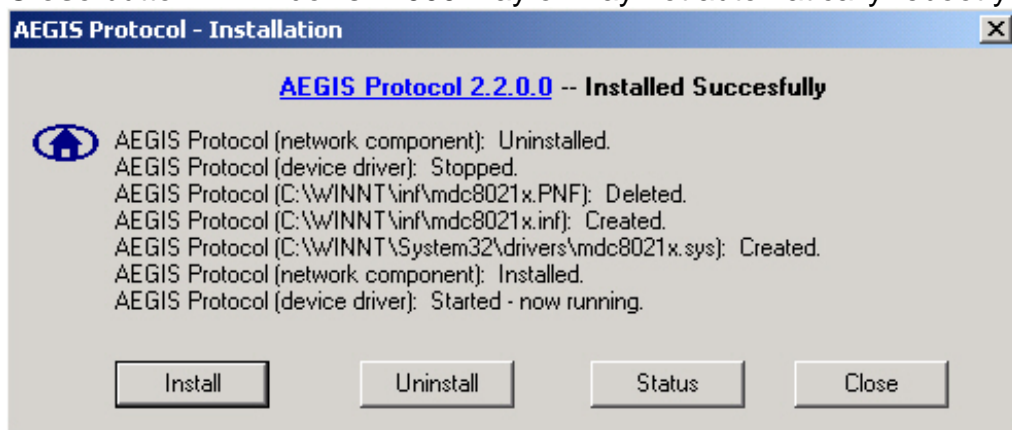 AEGIS Protocol - Installation
AEGIS Protocol 2.2.0.0 -- Installed Succesfully
AEGIS Protocol (network component): Uninstalled.
AEGIS Protocol (device driver): Stopped.
AEGIS Protocol (C:\WINNT\inf\mdc8021x.PNF): Deleted.
AEGIS Protocol (C:\WINNT\inf\mdc8021x.inf): Created.
AEGIS Protocol (C:\WINNT\System32\drivers\mdc8021x.sys): Created.
AEGIS Protocol (network component): Installed.
AEGIS Protocol (device driver): Started - now running.
Install Uninstall Status Close